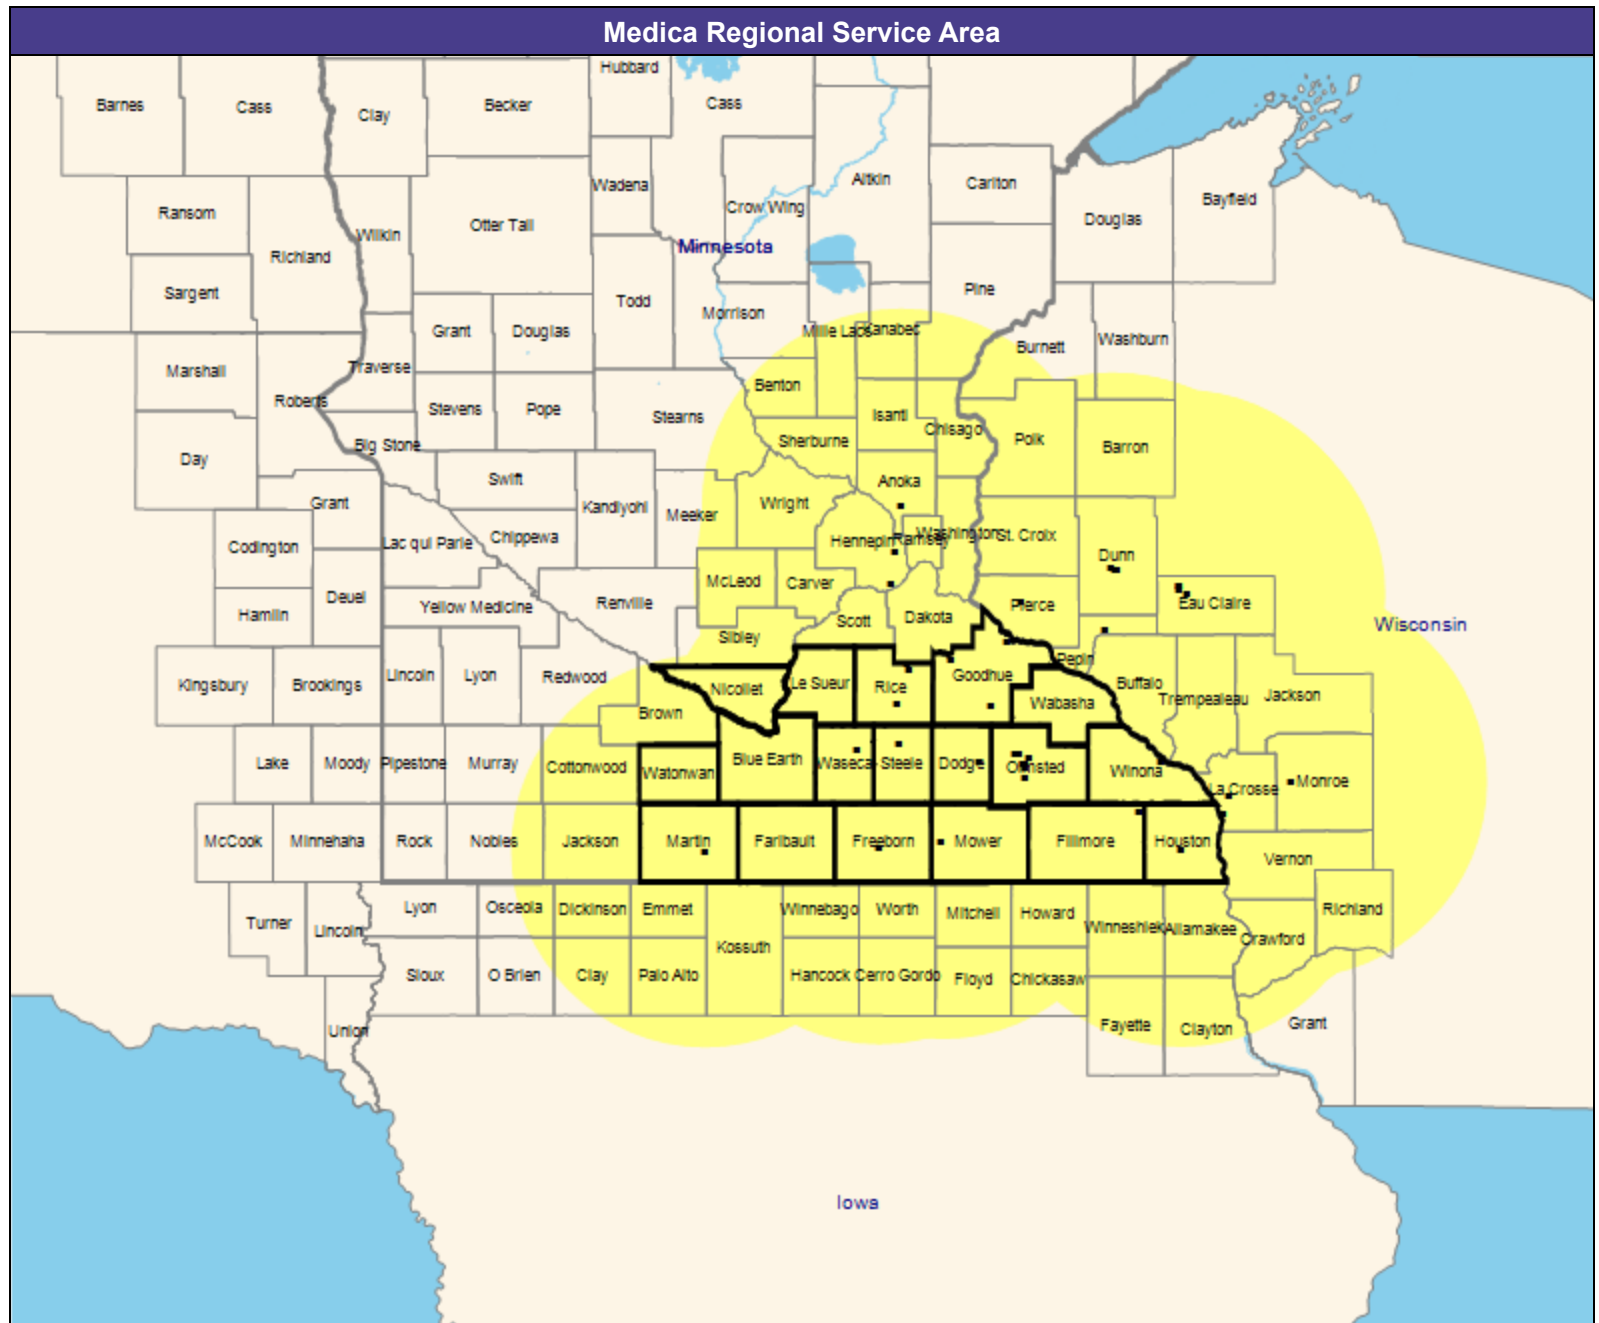 Medica Regional Service Area
Hubbard
Barnes
Cass
Clay
Becker
Cass
Wadena
Aitkin
Carlton
Ransom
Crow Wing
Douglas
Bayfield
Otter Tail
Wilkin
Minnesota
Richland
Sargent
Todd
Pine
Morrison
Grant
Douglas
Mille Lacs
Kanabec
Burnett
Washburn
Marshall
Traverse
Benton
Roberts
Stevens
Pope
Stearns
Isanti
Chisago
Polk
Barron
Big Stone
Sherburne
Day
Swift
Anoka
Grant
Kandiyohi
Meeker
Wright
Codington
Lac qui Parle
Chippewa
Hennepin
Ramsey
Washington
St. Croix
Dunn
McLeod
Carver
Deuel
Yellow Medicine
Renville
Pierce
Eau Claire
Hamlin
Scott
Dakota
Wisconsin
Sibley
Pepin
Kingsbury
Brookings
Lincoln
Lyon
Redwood
Nicollet
Le Sueur
Rice
Goodhue
Buffalo
Trempealeau
Jackson
Brown
Wabasha
Lake
Moody
Pipestone
Murray
Cottonwood
Watonwan
Blue Earth
Waseca
Steele
Dodge
Olmsted
Winona
La Crosse
Monroe
McCook
Minnehaha
Rock
Nobles
Jackson
Martin
Faribault
Freeborn
Mower
Fillmore
Houston
Vernon
Turner
Lincoln
Lyon
Osceola
Dickinson
Emmet
Winnebago
Worth
Mitchell
Howard
Winneshiek
Allamakee
Crawford
Richland
Kossuth
Sioux
O Brien
Clay
Palo Alto
Hancock
Cerro Gordo
Floyd
Chickasaw
Union
Fayette
Clayton
Grant
Iowa